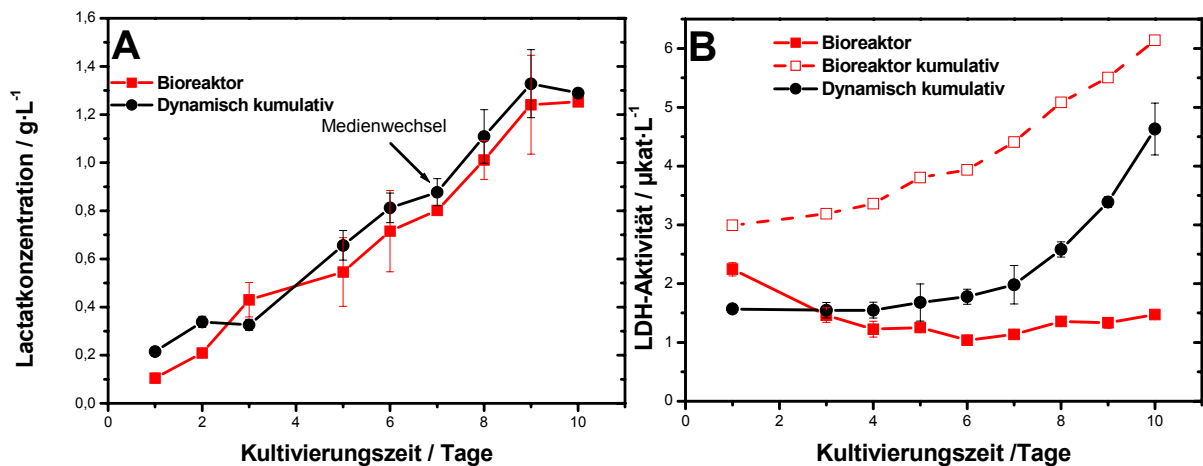 A
Bioreaktor
Dynamisch kumulativ
Medienwechsel
Lactatkonzentration / g·L⁻¹
1,6
1,4
1,2
1,0
0,8
0,6
0,4
0,2
0,0
0 2 4 6 8 10
Kultivierungszeit / Tage
B
Bioreaktor
Bioreaktor kumulativ
Dynamisch kumulativ
LDH-Aktivität / µkat·L⁻¹
6
5
4
3
2
1
0
0 2 4 6 8 10
Kultivierungszeit /Tage